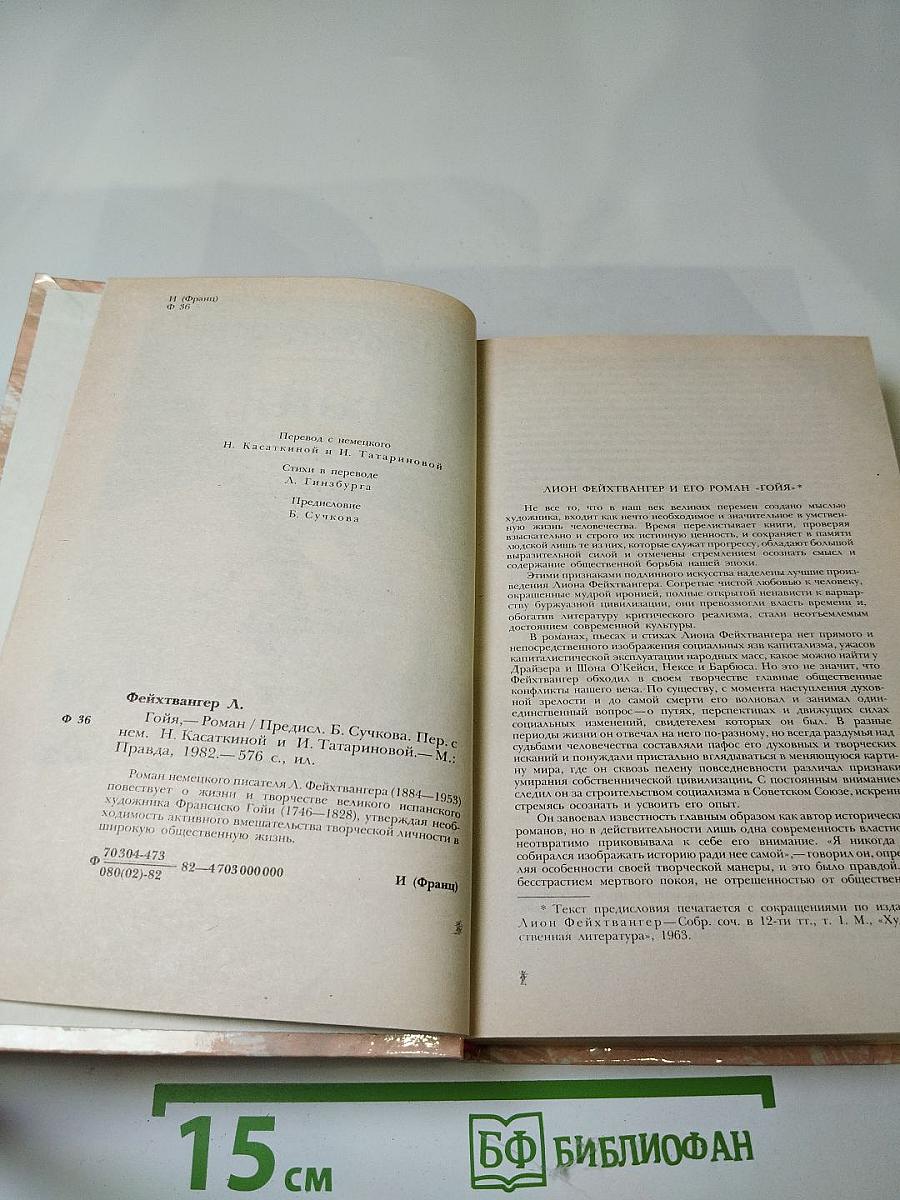 И (Франц)
Ф 36
Перевод с немецкого
Н. Касаткиной и И. Татариновой
Стихи в переводе
Л. Гинзбурга
Предисловие
Б. Сучкова
Фейхтвангер Л.
Ф 36 Гойя,— Роман / Предисл. Б. Сучкова. Пер. с
нем. Н. Касаткиной и И. Татариновой.— М.:
Правда, 1982.— 576 с., ил.
Роман немецкого писателя Л. Фейхтвангера (1884—1953)
повествует о жизни и творчестве великого испанского
художника Франсиско Гойи (1746—1828), утверждая необ-
ходимость активного вмешательства творческой личности в
широкую общественную жизнь.
Ф 70304-473
080(02)-82 82—4703000000
И (Франц)
ЛИОН ФЕЙХТВАНГЕР И ЕГО РОМАН «ГОЙЯ»*
Не все то, что в наш век великих перемен создано мыслью
художника, входит как нечто необходимое и значительное в умствен-
ную жизнь человечества. Время перелистывает книги, проверяя
взыскательно и строго их истинную ценность, и сохраняет в памяти
людской лишь те из них, которые служат прогрессу, обладают большой
выразительной силой и отмечены стремлением осознать смысл и
содержание общественной борьбы нашей эпохи.
Этими признаками подлинного искусства наделены лучшие произ-
ведения Лиона Фейхтвангера. Согретые чистой любовью к человеку,
окрашенные мудрой иронией, полные открытой ненависти к варвар-
ству буржуазной цивилизации, они превозмогли власть времени и,
обогатив литературу критического реализма, стали неотъемлемым
достоянием современной культуры.
В романах, пьесах и стихах Лиона Фейхтвангера нет прямого и
непосредственного изображения социальных язв капитализма, ужасов
капиталистической эксплуатации народных масс, какое можно найти у
Драйзера и Шона О'Кейси, Нексе и Барбюса. Но это не значит, что
Фейхтвангер обходил в своем творчестве главные общественные
конфликты нашего века. По существу, с момента наступления духов-
ной зрелости и до самой смерти его волновал и занимал один-
единственный вопрос — о путях, перспективах и движущих силах
социальных изменений, свидетелем которых он был. В разные
периоды жизни он отвечал на него по-разному, но всегда раздумья над
судьбами человечества составляли пафос его духовных и творческих
исканий и понуждали пристально вглядываться в меняющуюся карти-
ну мира, где он сквозь пелену повседневности различал признаки
умирания собственнической цивилизации. С постоянным вниманием
следил он за строительством социализма в Советском Союзе, искренн
стремясь осознать и усвоить его опыт.
Он завоевал известность главным образом как автор историческ
романов, но в действительности лишь одна современность властно
неотвратимо приковывала к себе его внимание. «Я никогда
собирался изображать историю ради нее самой»,— говорил он, опре
ляя особенности своей творческой манеры, и это было правдой.
бесстрастием мертвого покоя, не отрешенностью от обществен
* Текст предисловия печатается с сокращениями по изда
Лион Фейхтвангер — Собр. соч. в 12-ти тт., т. 1. М., «Ху
ственная литература», 1963.
15 см
БФ БИБЛИОФАН